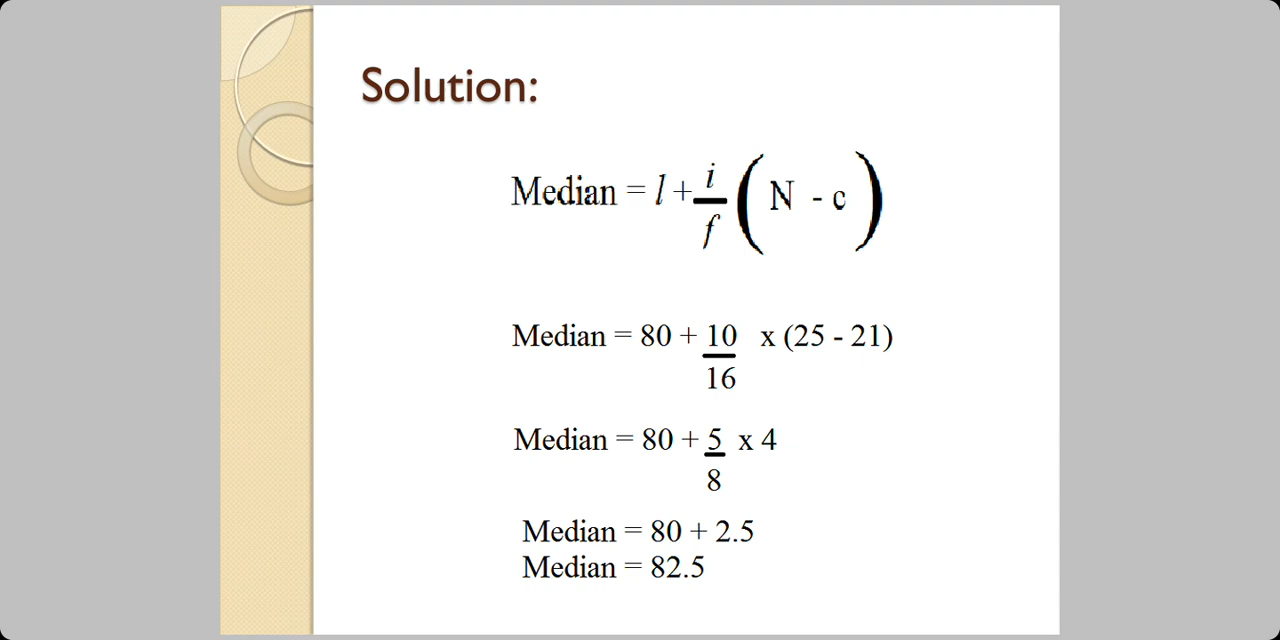 Solution:
Median = l + i/f ( N - c )
Median = 80 + 10/16 x (25 - 21)
Median = 80 + 5/8 x 4
Median = 80 + 2.5
Median = 82.5